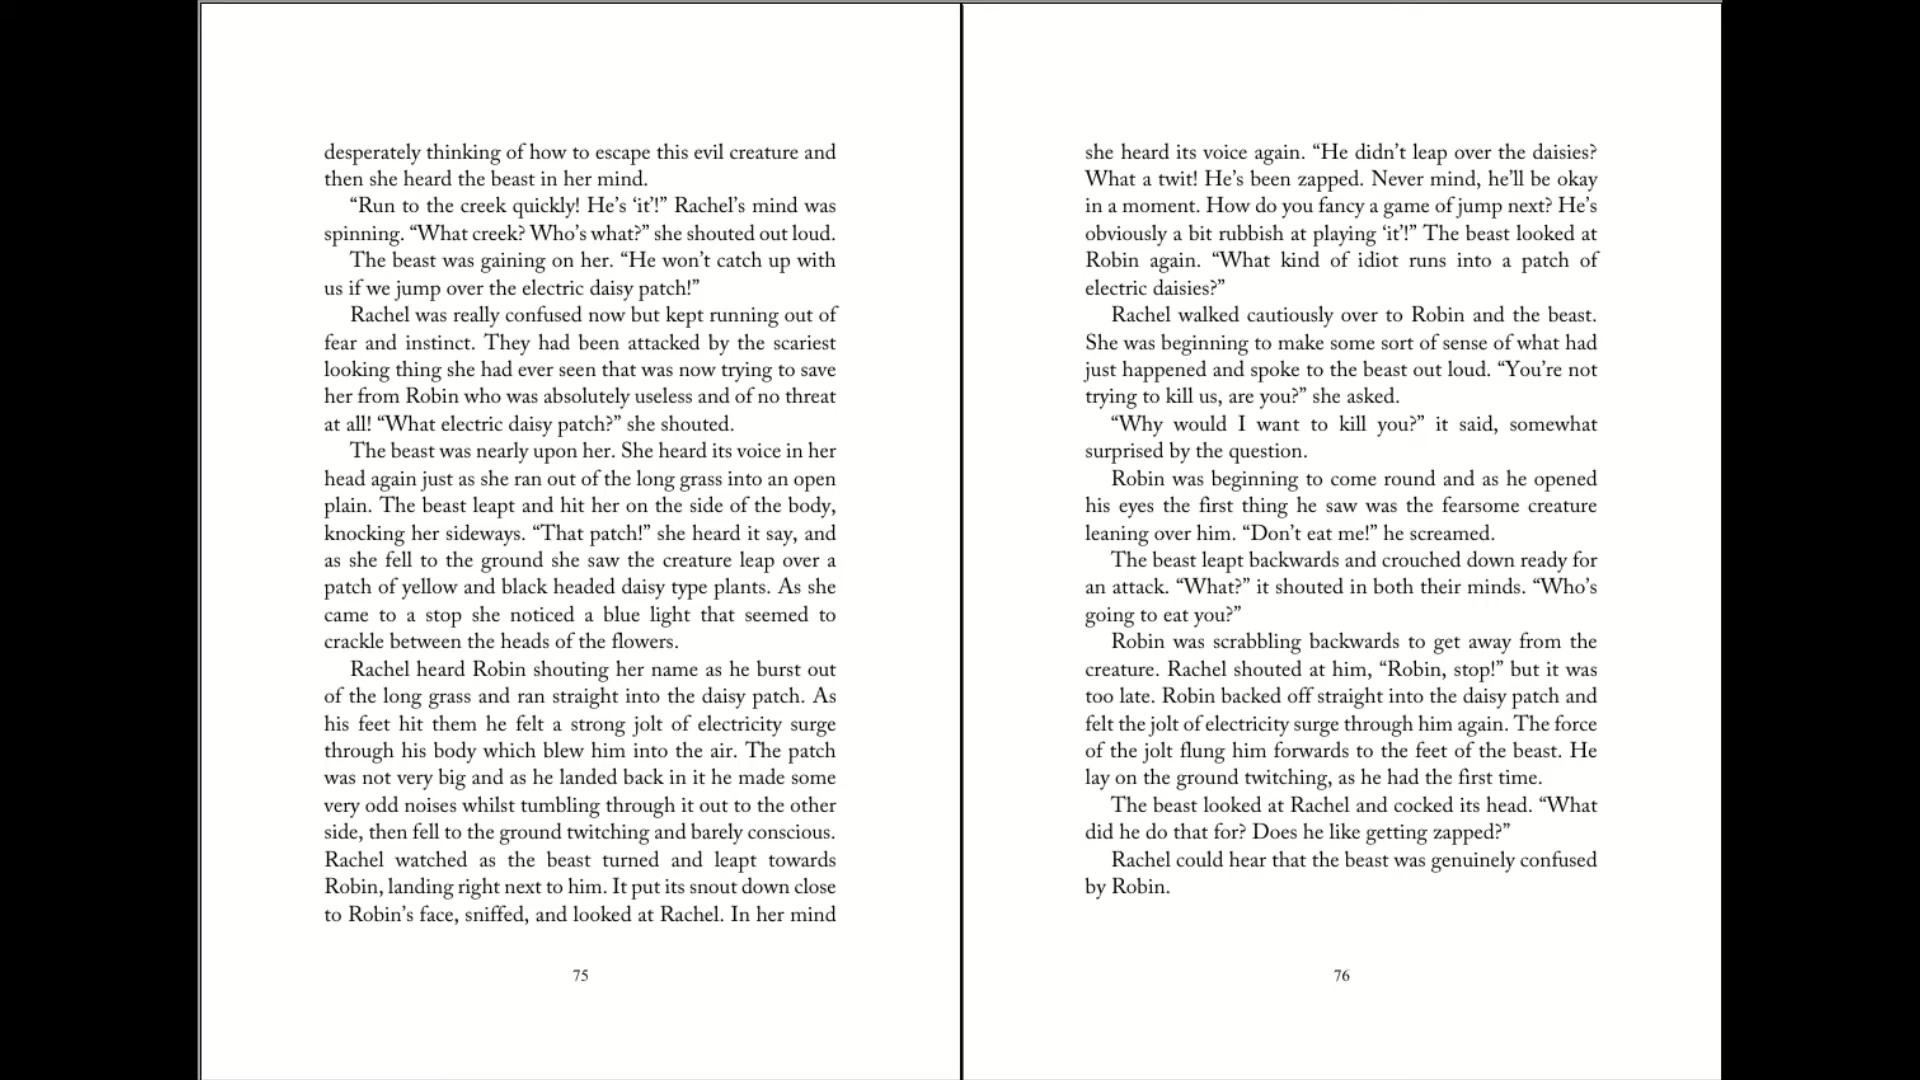 desperately thinking of how to escape this evil creature and
then she heard the beast in her mind.
“Run to the creek quickly! He’s ‘it’!” Rachel’s mind was
spinning. “What creek? Who’s what?” she shouted out loud.
The beast was gaining on her. “He won’t catch up with
us if we jump over the electric daisy patch!”
Rachel was really confused now but kept running out of
fear and instinct. They had been attacked by the scariest
looking thing she had ever seen that was now trying to save
her from Robin who was absolutely useless and of no threat
at all! “What electric daisy patch?” she shouted.
The beast was nearly upon her. She heard its voice in her
head again just as she ran out of the long grass into an open
plain. The beast leapt and hit her on the side of the body,
knocking her sideways. “That patch!” she heard it say, and
as she fell to the ground she saw the creature leap over a
patch of yellow and black headed daisy type plants. As she
came to a stop she noticed a blue light that seemed to
crackle between the heads of the flowers.
Rachel heard Robin shouting her name as he burst out
of the long grass and ran straight into the daisy patch. As
his feet hit them he felt a strong jolt of electricity surge
through his body which blew him into the air. The patch
was not very big and as he landed back in it he made some
very odd noises whilst tumbling through it out to the other
side, then fell to the ground twitching and barely conscious.
Rachel watched as the beast turned and leapt towards
Robin, landing right next to him. It put its snout down close
to Robin’s face, sniffed, and looked at Rachel. In her mind
75
she heard its voice again. “He didn’t leap over the daisies?
What a twit! He’s been zapped. Never mind, he’ll be okay
in a moment. How do you fancy a game of jump next? He’s
obviously a bit rubbish at playing ‘it’!” The beast looked at
Robin again. “What kind of idiot runs into a patch of
electric daisies?”
Rachel walked cautiously over to Robin and the beast.
She was beginning to make some sort of sense of what had
just happened and spoke to the beast out loud. “You’re not
trying to kill us, are you?” she asked.
“Why would I want to kill you?” it said, somewhat
surprised by the question.
Robin was beginning to come round and as he opened
his eyes the first thing he saw was the fearsome creature
leaning over him. “Don’t eat me!” he screamed.
The beast leapt backwards and crouched down ready for
an attack. “What?” it shouted in both their minds. “Who’s
going to eat you?”
Robin was scrabbling backwards to get away from the
creature. Rachel shouted at him, “Robin, stop!” but it was
too late. Robin backed off straight into the daisy patch and
felt the jolt of electricity surge through him again. The force
of the jolt flung him forwards to the feet of the beast. He
lay on the ground twitching, as he had the first time.
The beast looked at Rachel and cocked its head. “What
did he do that for? Does he like getting zapped?”
Rachel could hear that the beast was genuinely confused
by Robin.
76